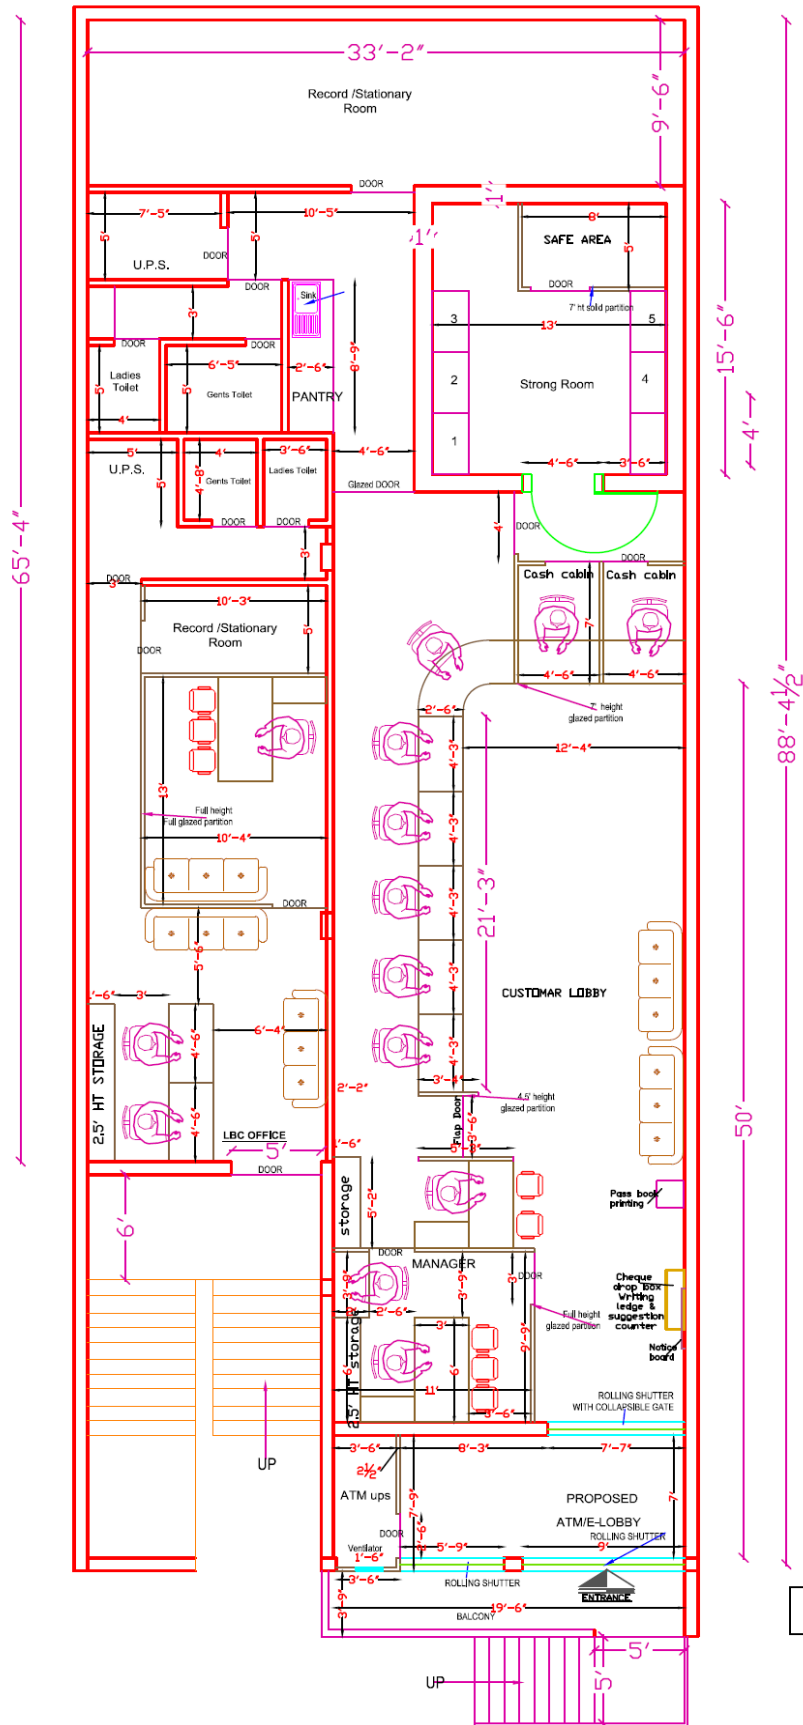 33'-2"
Record /Stationary
Room
9'-6"
DOOR
7'-5"
10'-5"
1'
1'
8'
SAFE AREA
5'
5'
5'
U.P.S.
DOOR
DOOR
DOOR
7' ht solid partition
Sink
3'
3
13'
5
15'-6"
DOOR
DOOR
8'-9"
6'-5"
2'-6"
Ladies
Toilet
5'
5'
Gents Toilet
PANTRY
2
Strong Room
4
4'
4'
1
5'
4'
3'-6"
4'-6"
4'-6"
3'-6"
U.P.S.
5'
4'-8"
Gents Toilet
Ladies Toilet
Glazed DOOR
DOOR
DOOR
4'
DOOR
65'-4"
3'
DOOR
DOOR
3'
Cash cabin
Cash cabin
10'-3"
5'
7'
Record /Stationary
Room
DOOR
4'-6"
4'-6"
88'-4½"
2'-6"
7' height
glazed partition
4'-3"
12'-4"
13'
4'-3"
Full height
Full glazed partition
10'-4"
4'-3"
21'-3"
DOOR
5'-6"
4'-3"
CUSTOMAR LOBBY
1'-6"
3'
4'-6"
6'-4"
4'-3"
2.5' HT STORAGE
3'-4"
2'-2"
4.5' height
glazed partition
4'-6"
LBC OFFICE
5'
Flap Door
3'-6"
50'
1'-6"
DOOR
storage
5'-2"
Pass book
printing
6'
DOOR
MANAGER
3'-9"
3'-9"
3'
DOOR
Cheque
drop box
Writing
ledge &
suggestion
counter
2'-6"
Full height
glazed partition
9'-9"
3'
Notice
board
2.5' HT storage
6'
6'
11'
3'-6"
ROLLING SHUTTER
WITH COLLAPSIBLE GATE
UP
3'-6"
8'-3"
7'-7"
2½"
ATM ups
7'-9"
PROPOSED
ATM/E-LOBBY
7'
DOOR
2'-6"
ROLLING SHUTTER
Ventilator
5'-9"
9'
1'-6"
3'-6"
ROLLING SHUTTER
ENTRANCE
3'-9"
19'-6"
BALCONY
5'
5'
UP